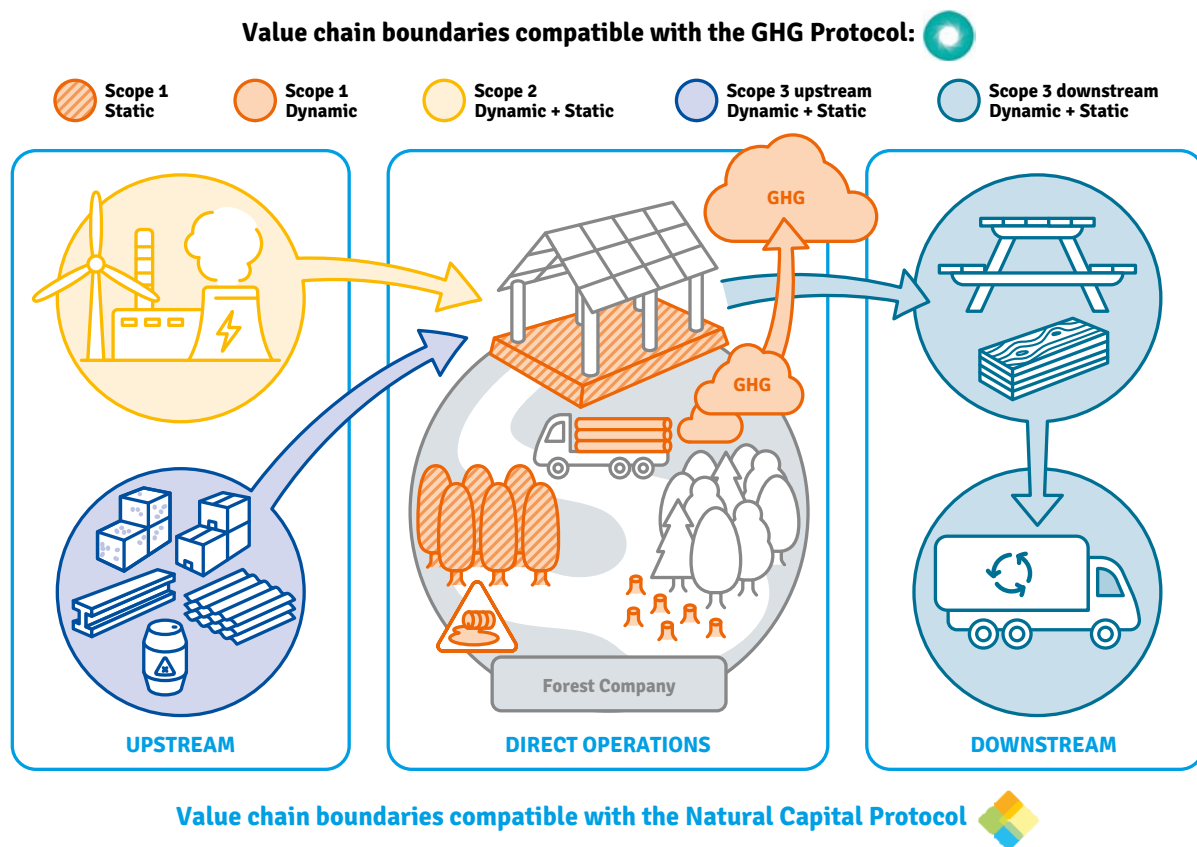 Value chain boundaries compatible with the GHG Protocol:
Scope 1
Static
Scope 1
Dynamic
Scope 2
Dynamic + Static
Scope 3 upstream
Dynamic + Static
Scope 3 downstream
Dynamic + Static
GHG
GHG
Forest Company
UPSTREAM
DIRECT OPERATIONS
DOWNSTREAM
Value chain boundaries compatible with the Natural Capital Protocol